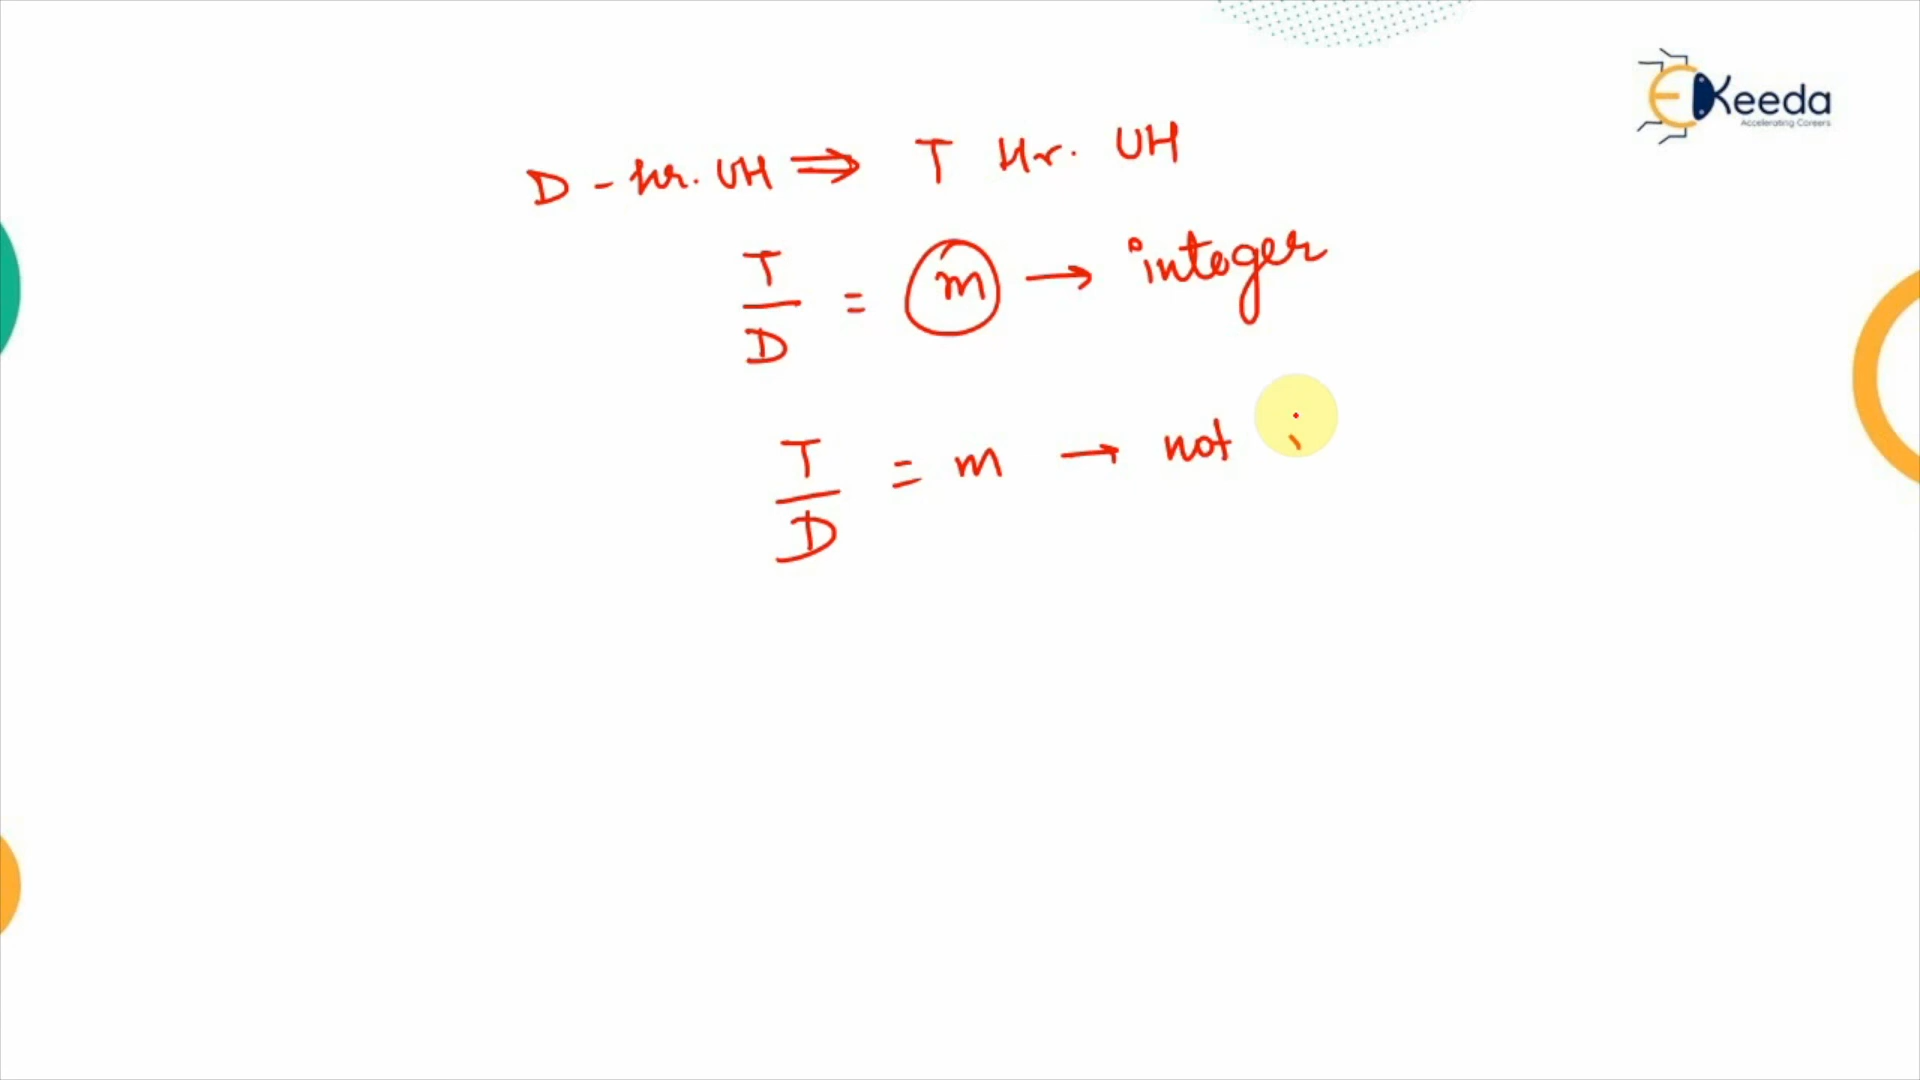 EKeeda
Accelerating Careers
D - hr. UH ⇒ T Hr. UH
T/D = m → integer
T/D = m → not i